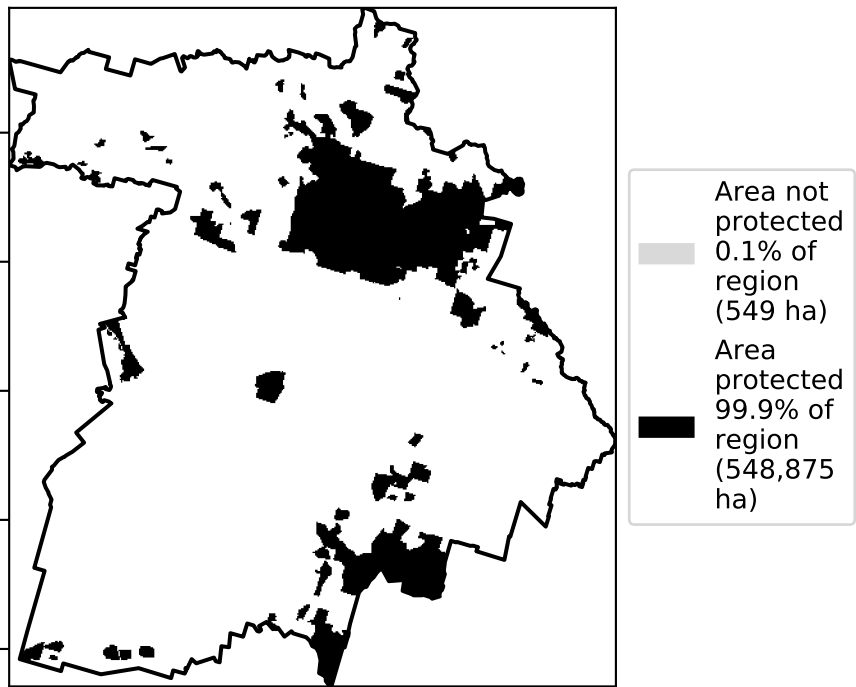 Area not
protected
0.1% of
region
(549 ha)
Area
protected
99.9% of
region
(548,875
ha)